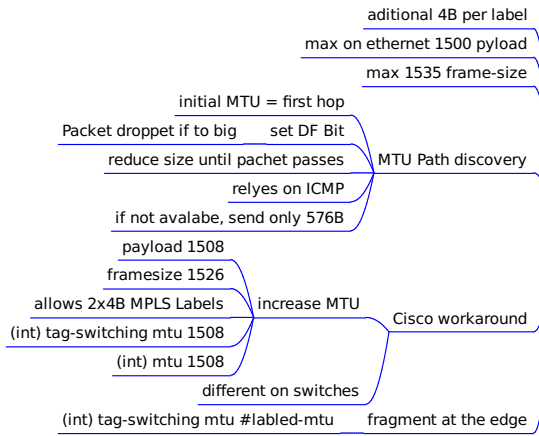 aditional 4B per label
max on ethernet 1500 pyload
max 1535 frame-size
initial MTU = first hop
Packet droppet if to big
set DF Bit
reduce size until pachet passes
MTU Path discovery
relyes on ICMP
if not avalabe, send only 576B
payload 1508
framesize 1526
allows 2x4B MPLS Labels
increase MTU
(int) tag-switching mtu 1508
(int) mtu 1508
Cisco workaround
different on switches
(int) tag-switching mtu #labled-mtu
fragment at the edge